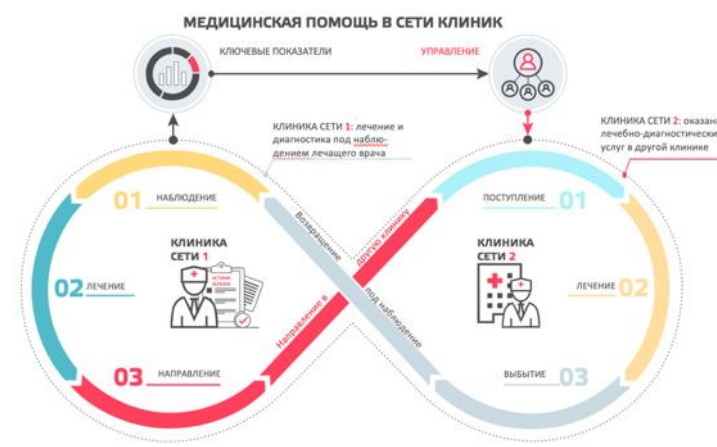 МЕДИЦИНСКАЯ ПОМОЩЬ В СЕТИ КЛИНИК
КЛЮЧЕВЫЕ ПОКАЗАТЕЛИ
УПРАВЛЕНИЕ
КЛИНИКА СЕТИ 1: лечение и
диагностика под наблю-
дением лечащего врача
КЛИНИКА СЕТИ 2: оказани
лечебно-диагностически
услуг в другой клинике
01 НАБЛЮДЕНИЕ
02 ЛЕЧЕНИЕ
03 НАПРАВЛЕНИЕ
КЛИНИКА
СЕТИ 1
Возвращение
под наблюдение
Направление в
другую клинику
ПОСТУПЛЕНИЕ 01
ЛЕЧЕНИЕ 02
ВЫБЫТИЕ 03
КЛИНИКА
СЕТИ 2